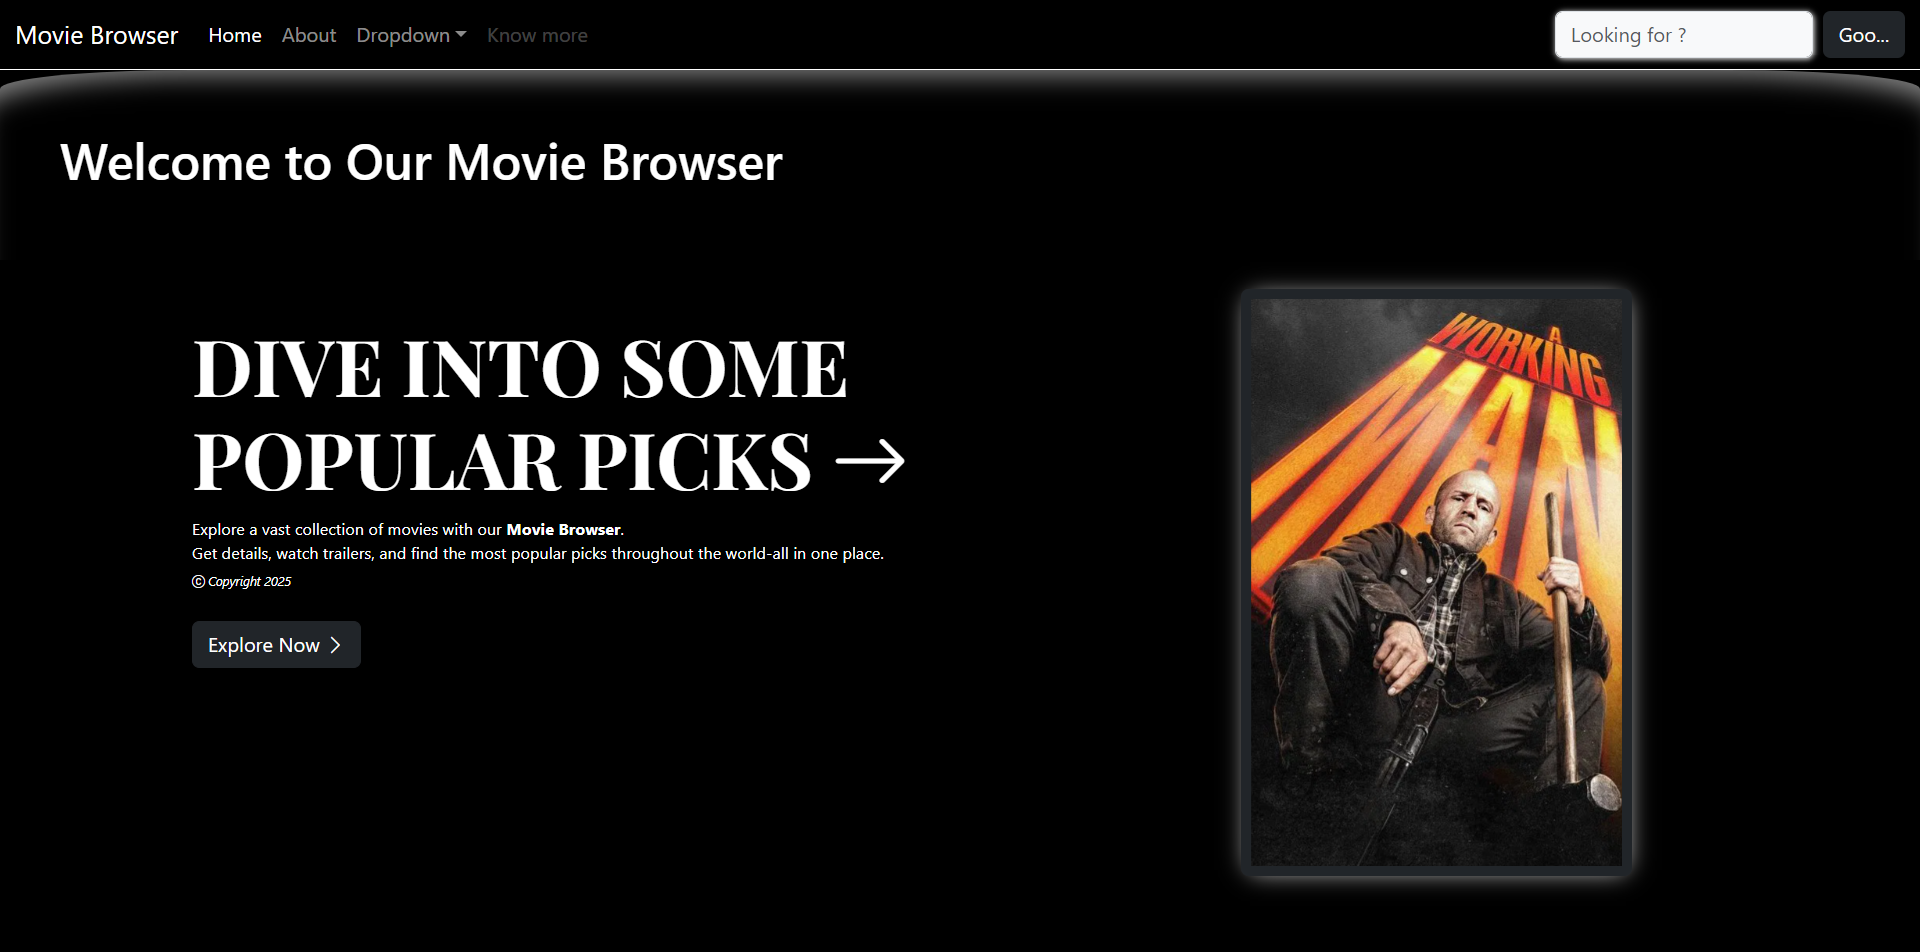 Movie Browser Home About Dropdown Know more Looking for ? Goo...
Welcome to Our Movie Browser
DIVE INTO SOME
POPULAR PICKS →
Explore a vast collection of movies with our Movie Browser.
Get details, watch trailers, and find the most popular picks throughout the world-all in one place.
© Copyright 2025
Explore Now >
A
WORKING
MAN